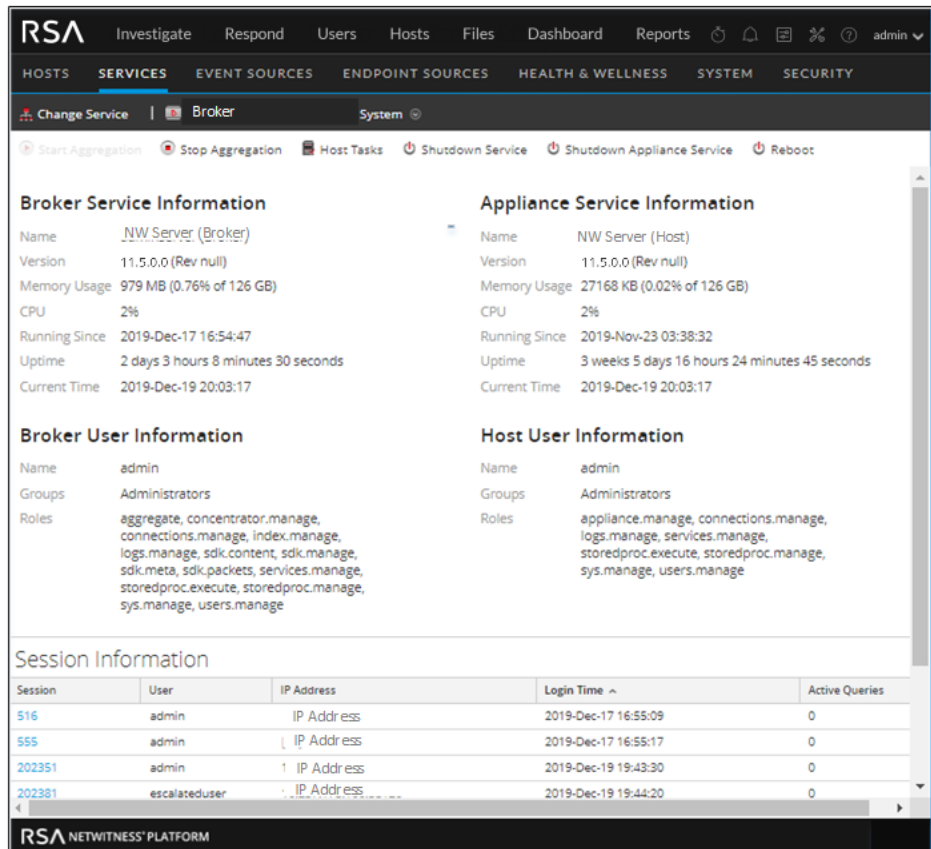 RSA Investigate Respond Users Hosts Files Dashboard Reports admin
HOSTS SERVICES EVENT SOURCES ENDPOINT SOURCES HEALTH & WELLNESS SYSTEM SECURITY
Change Service | Broker System
Start Aggregation Stop Aggregation Host Tasks Shutdown Service Shutdown Appliance Service Reboot
Broker Service Information
Name NW Server (Broker)
Version 11.5.0.0 (Rev null)
Memory Usage 979 MB (0.76% of 126 GB)
CPU 2%
Running Since 2019-Dec-17 16:54:47
Uptime 2 days 3 hours 8 minutes 30 seconds
Current Time 2019-Dec-19 20:03:17
Appliance Service Information
Name NW Server (Host)
Version 11.5.0.0 (Rev null)
Memory Usage 27168 KB (0.02% of 126 GB)
CPU 2%
Running Since 2019-Nov-23 03:38:32
Uptime 3 weeks 5 days 16 hours 24 minutes 45 seconds
Current Time 2019-Dec-19 20:03:17
Broker User Information
Name admin
Groups Administrators
Roles aggregate, concentrator.manage,
connections.manage, index.manage,
logs.manage, sdk.content, sdk.manage,
sdk.meta, sdk.packets, services.manage,
storedproc.execute, storedproc.manage,
sys.manage, users.manage
Host User Information
Name admin
Groups Administrators
Roles appliance.manage, connections.manage,
logs.manage, services.manage,
storedproc.execute, storedproc.manage,
sys.manage, users.manage
Session Information
Session User IP Address Login Time Active Queries
516 admin IP Address 2019-Dec-17 16:55:09 0
555 admin IP Address 2019-Dec-17 16:55:17 0
202351 admin IP Address 2019-Dec-19 19:43:30 0
202381 escalateduser IP Address 2019-Dec-19 19:44:20 0
RSA NETWITNESS® PLATFORM